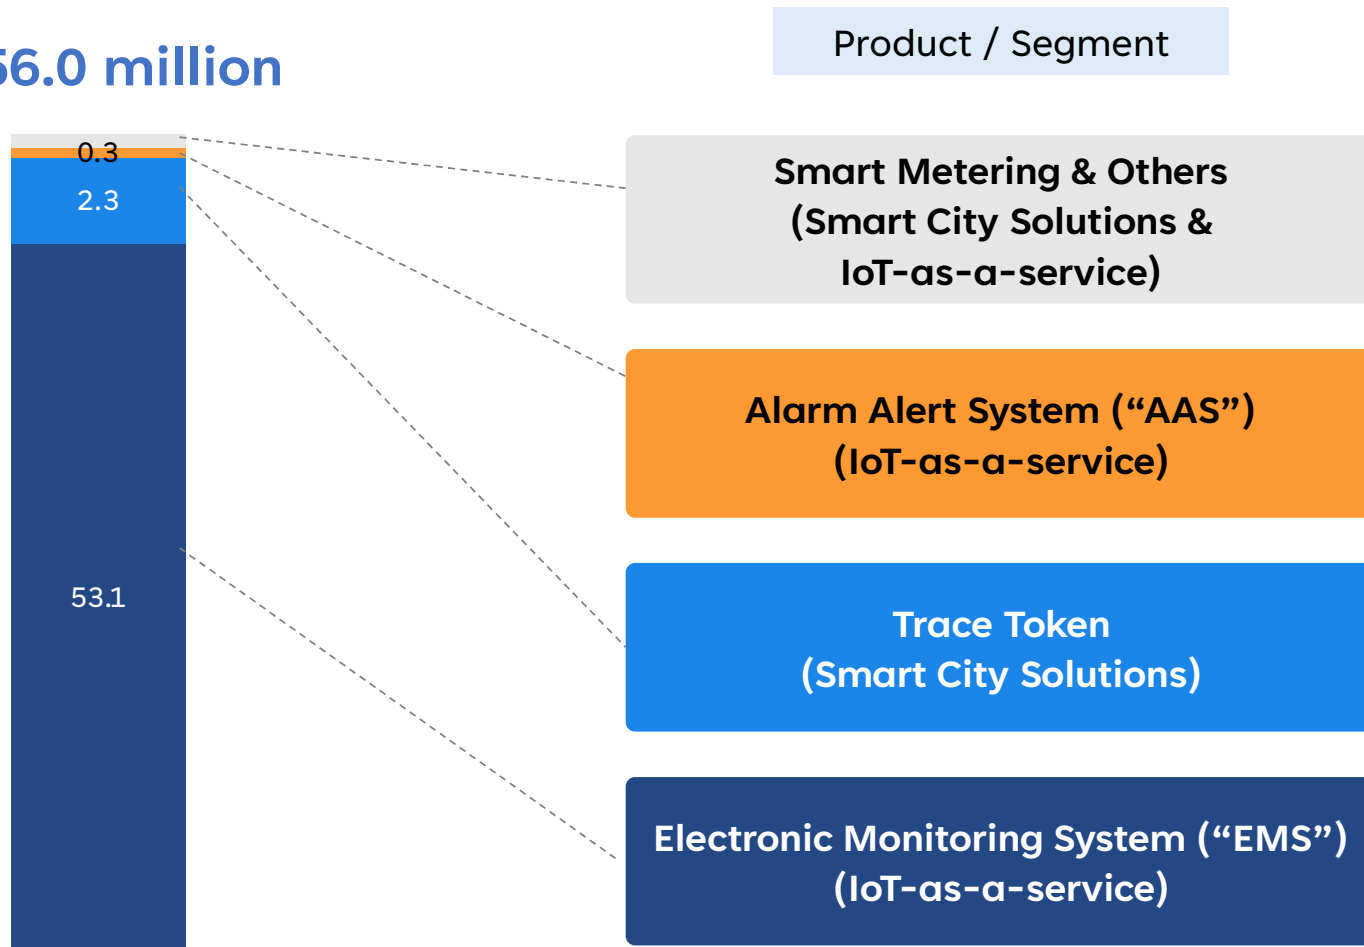 56.0 million
Product / Segment
0.3
2.3
53.1
Smart Metering & Others
(Smart City Solutions &
IoT-as-a-service)
Alarm Alert System (“AAS”)
(IoT-as-a-service)
Trace Token
(Smart City Solutions)
Electronic Monitoring System (“EMS”)
(IoT-as-a-service)